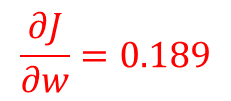 ∂J/∂w = 0.189